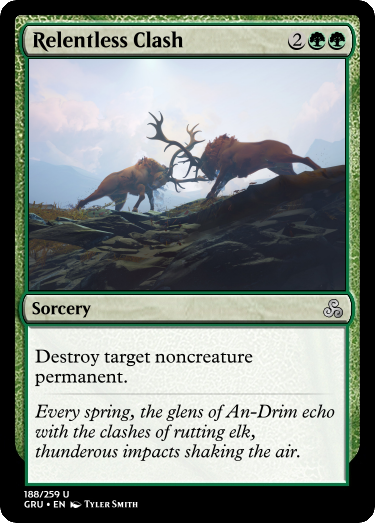 Relentless Clash 2
Sorcery
Destroy target noncreature
permanent.
Every spring, the glens of An-Drim echo
with the clashes of rutting elk,
thunderous impacts shaking the air.
188/259 U
GRU • EN Tyler Smith